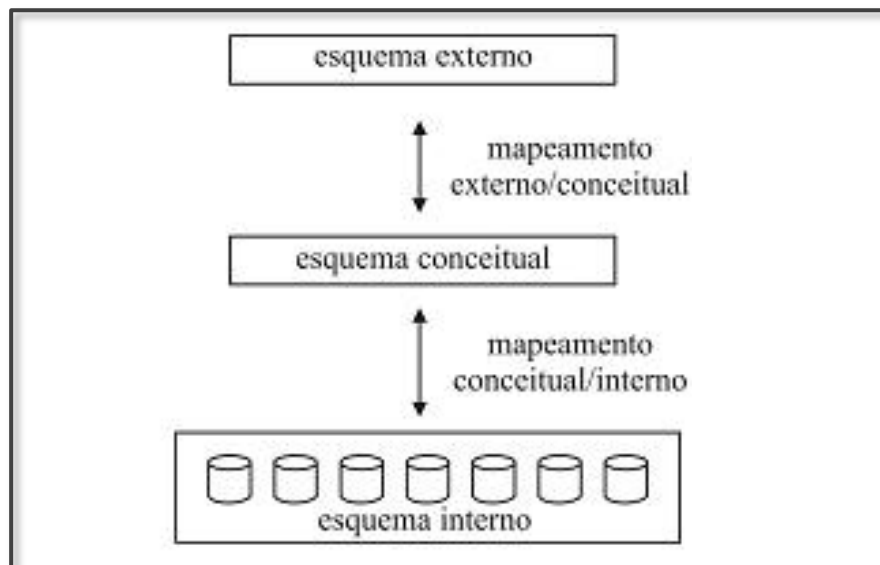 esquema externo
mapeamento
externo/conceitual
esquema conceitual
mapeamento
conceitual/interno
esquema interno